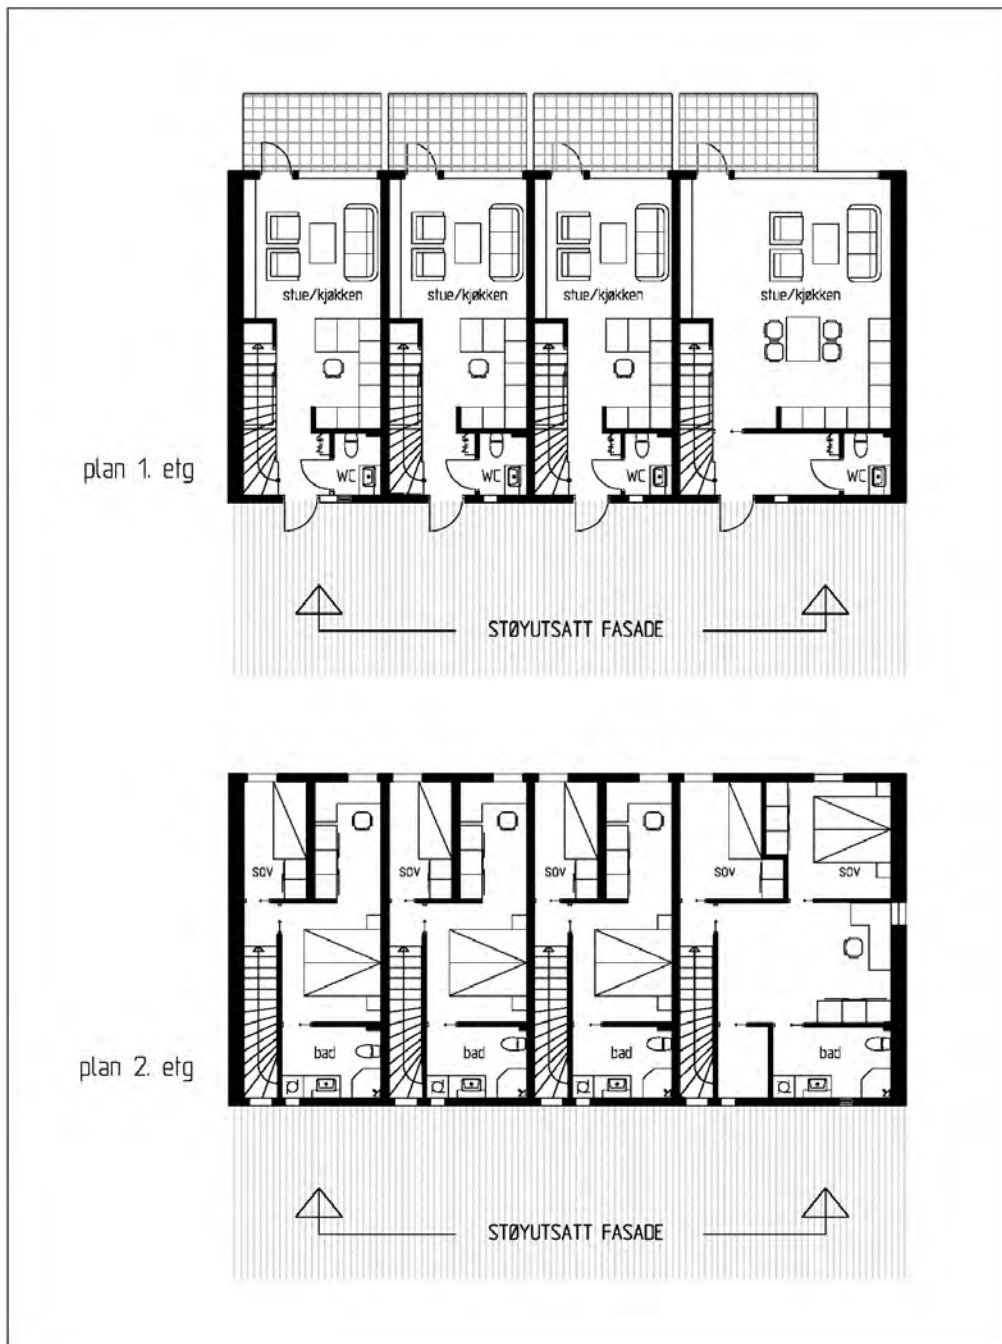 stue/kjøkken stue/kjøkken stue/kjøkken stue/kjøkken
plan 1. etg
WC WC WC WC
STØYUTSATT FASADE
sov sov sov sov sov
plan 2. etg
bad bad bad bad
STØYUTSATT FASADE